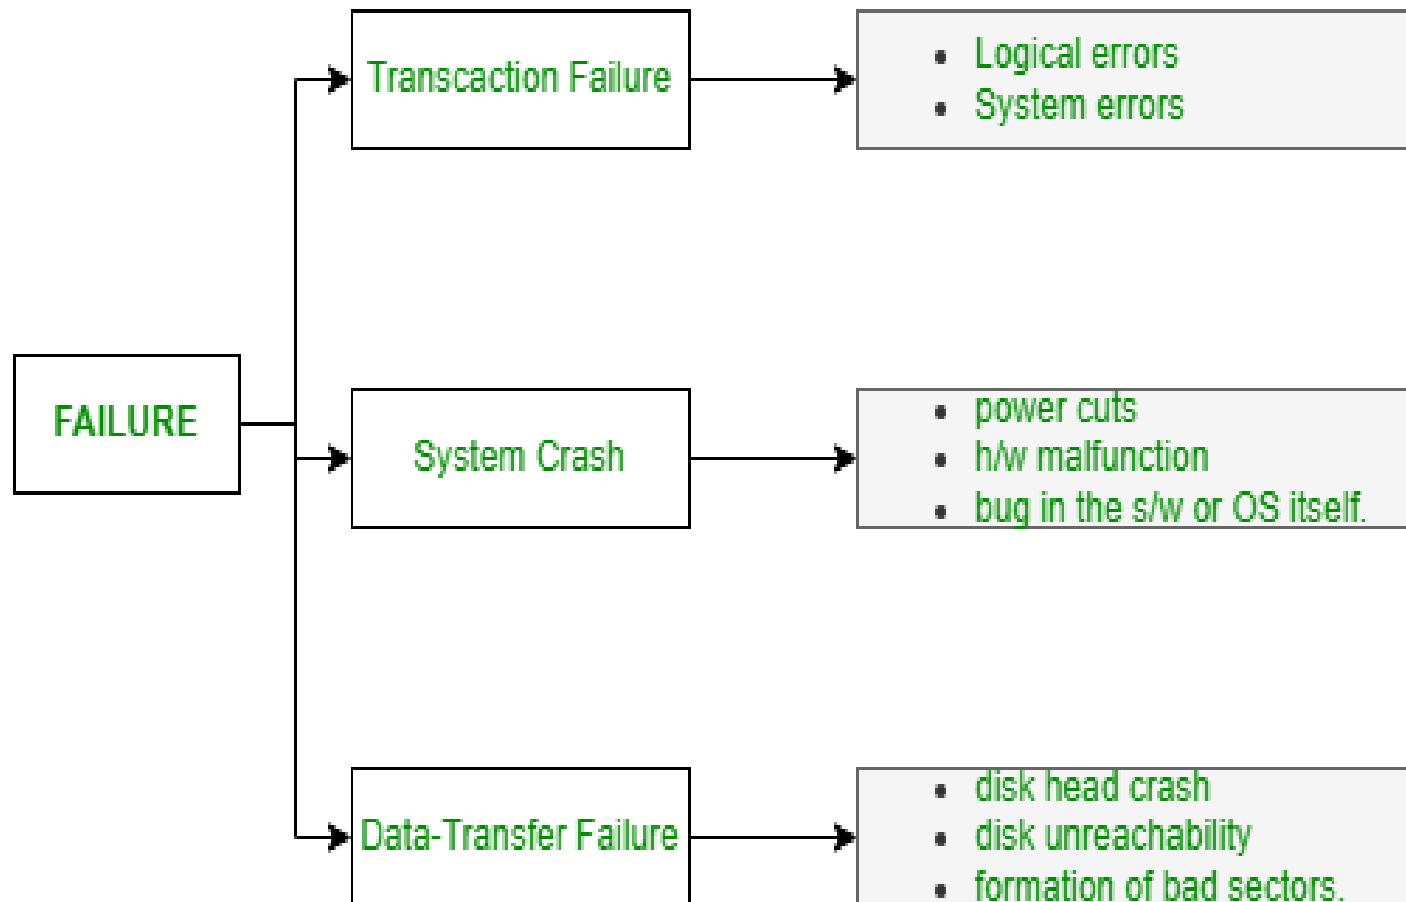 Transcaction Failure
Logical errors
System errors
FAILURE
System Crash
power cuts
h/w malfunction
bug in the s/w or OS itself.
Data-Transfer Failure
disk head crash
disk unreachability
formation of bad sectors.